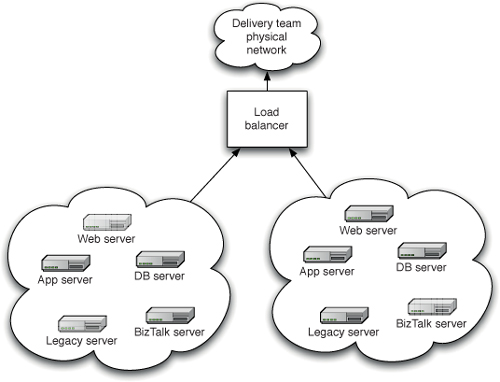 Delivery team
physical
network
Load
balancer
Web server
App server
DB server
Legacy server
BizTalk server
Web server
App server
DB server
Legacy server
BizTalk server